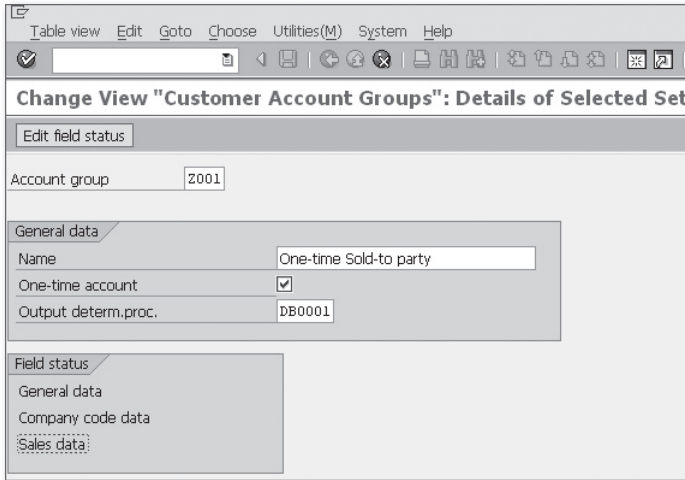 Table view Edit Goto Choose Utilities(M) System Help
Change View "Customer Account Groups": Details of Selected Set
Edit field status
Account group Z001
General data
Name One-time Sold-to party
One-time account
Output determ.proc. DB0001
Field status
General data
Company code data
Sales data